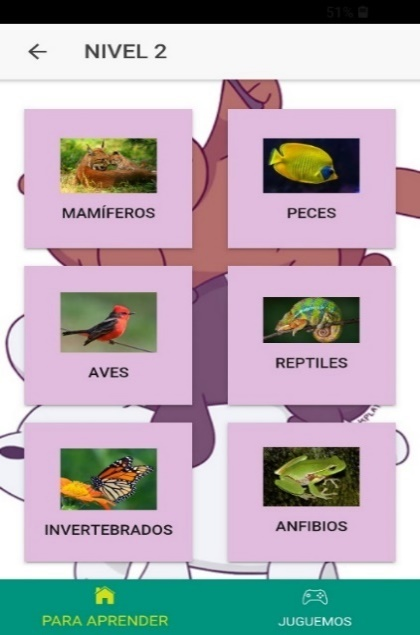 51%
NIVEL 2
MAMÍFEROS
PECES
AVES
REPTILES
INVERTEBRADOS
ANFIBIOS
PARA APRENDER
JUGUEMOS